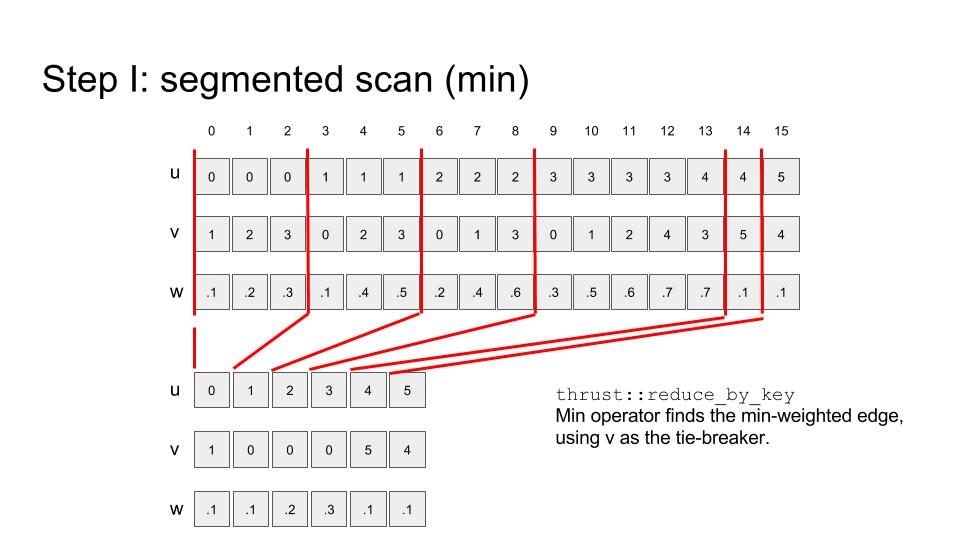 Step I: segmented scan (min)
0 1 2 3 4 5 6 7 8 9 10 11 12 13 14 15
u 0 0 0 1 1 1 2 2 2 3 3 3 3 4 4 5
v 1 2 3 0 2 3 0 1 3 0 1 2 4 3 5 4
w .1 .2 .3 .1 .4 .5 .2 .4 .6 .3 .5 .6 .7 .7 .1 .1
u 0 1 2 3 4 5
thrust::reduce_by_key
Min operator finds the min-weighted edge,
using v as the tie-breaker.
v 1 0 0 0 5 4
w .1 .1 .2 .3 .1 .1